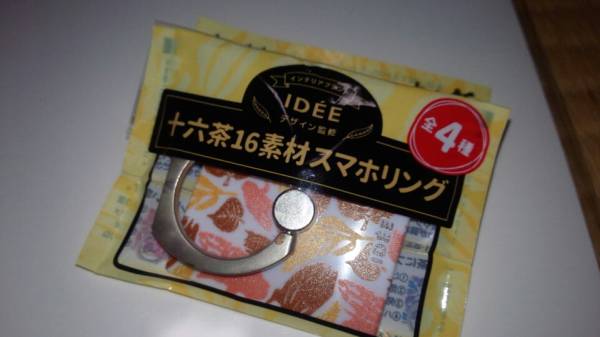 インテリアブランド
IDÉE
デザイン監修
十六茶16素材スマホリング
全4種